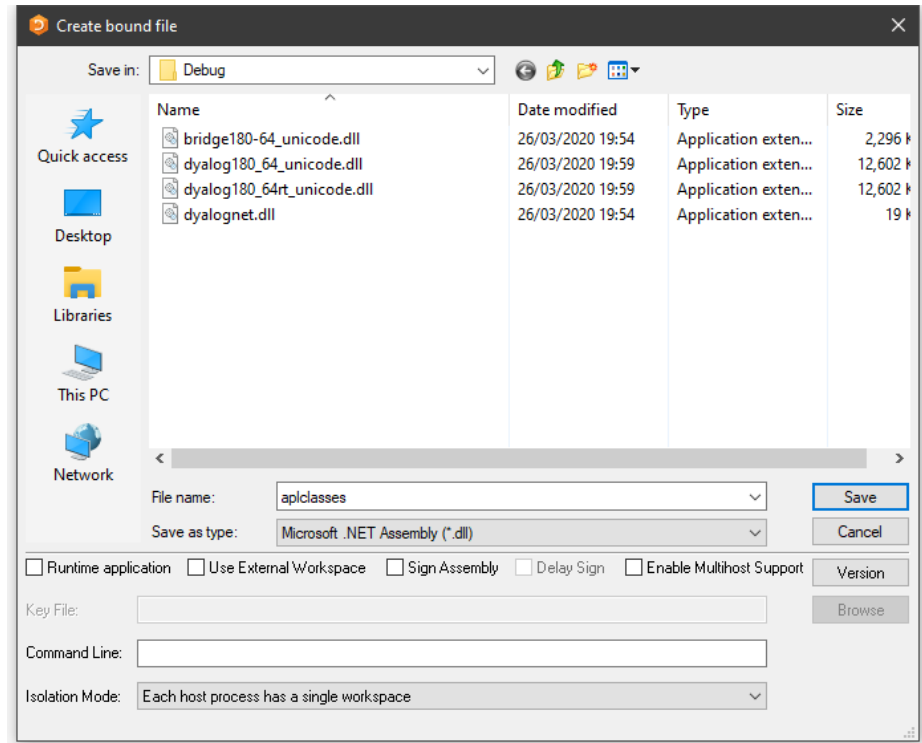 Create bound file
Save in: Debug
Name Date modified Type Size
bridge180-64_unicode.dll 26/03/2020 19:54 Application exten... 2,296 K
dyalog180_64_unicode.dll 26/03/2020 19:59 Application exten... 12,602 K
dyalog180_64rt_unicode.dll 26/03/2020 19:59 Application exten... 12,602 K
dyalognet.dll 26/03/2020 19:54 Application exten... 19 K
Quick access
Desktop
Libraries
This PC
Network
File name: aplclasses Save
Save as type: Microsoft .NET Assembly (*.dll) Cancel
Runtime application Use External Workspace Sign Assembly Delay Sign Enable Multihost Support Version
Key File: Browse
Command Line:
Isolation Mode: Each host process has a single workspace